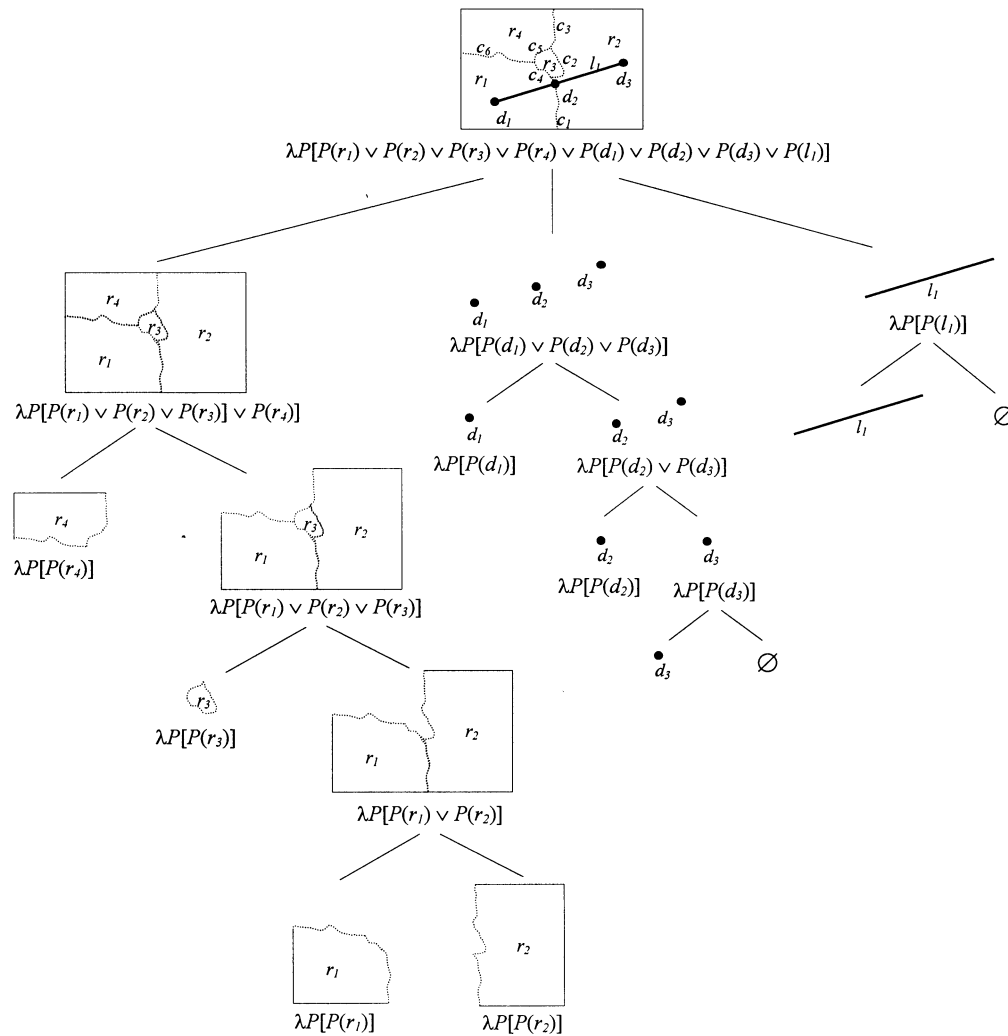 c₃
r₄ r₂
c₆ c₅ c₂
r₃ l₁
r₁ c₄ d₃
d₂
d₁ c₁
λP[P(r₁) ∨ P(r₂) ∨ P(r₃) ∨ P(r₄) ∨ P(d₁) ∨ P(d₂) ∨ P(d₃) ∨ P(l₁)]
r₄
r₃ r₂
r₁
λP[P(r₁) ∨ P(r₂) ∨ P(r₃)] ∨ P(r₄)]
d₃
d₂
d₁
λP[P(d₁) ∨ P(d₂) ∨ P(d₃)]
l₁
λP[P(l₁)]
l₁
∅
d₁
λP[P(d₁)]
d₃
d₂
λP[P(d₂) ∨ P(d₃)]
r₄
λP[P(r₄)]
r₃ r₂
r₁
λP[P(r₁) ∨ P(r₂) ∨ P(r₃)]
d₂ d₃
λP[P(d₂)] λP[P(d₃)]
d₃ ∅
r₃
λP[P(r₃)]
r₂
r₁
λP[P(r₁) ∨ P(r₂)]
r₁ r₂
λP[P(r₁)] λP[P(r₂)]